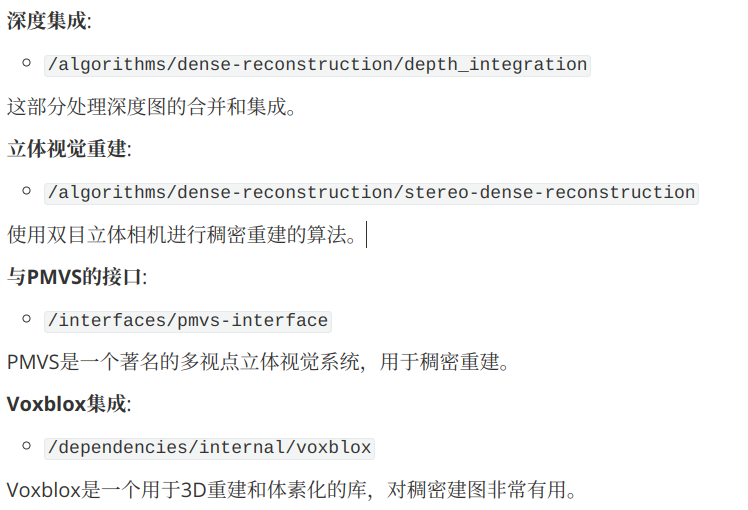 深度集成:
/algorithms/dense-reconstruction/depth_integration
这部分处理深度图的合并和集成。
立体视觉重建:
/algorithms/dense-reconstruction/stereo-dense-reconstruction
使用双目立体相机进行稠密重建的算法。
与PMVS的接口:
/interfaces/pmvs-interface
PMVS是一个著名的多视点立体视觉系统，用于稠密重建。
Voxblox集成:
/dependencies/internal/voxblox
Voxblox是一个用于3D重建和体素化的库，对稠密建图非常有用。